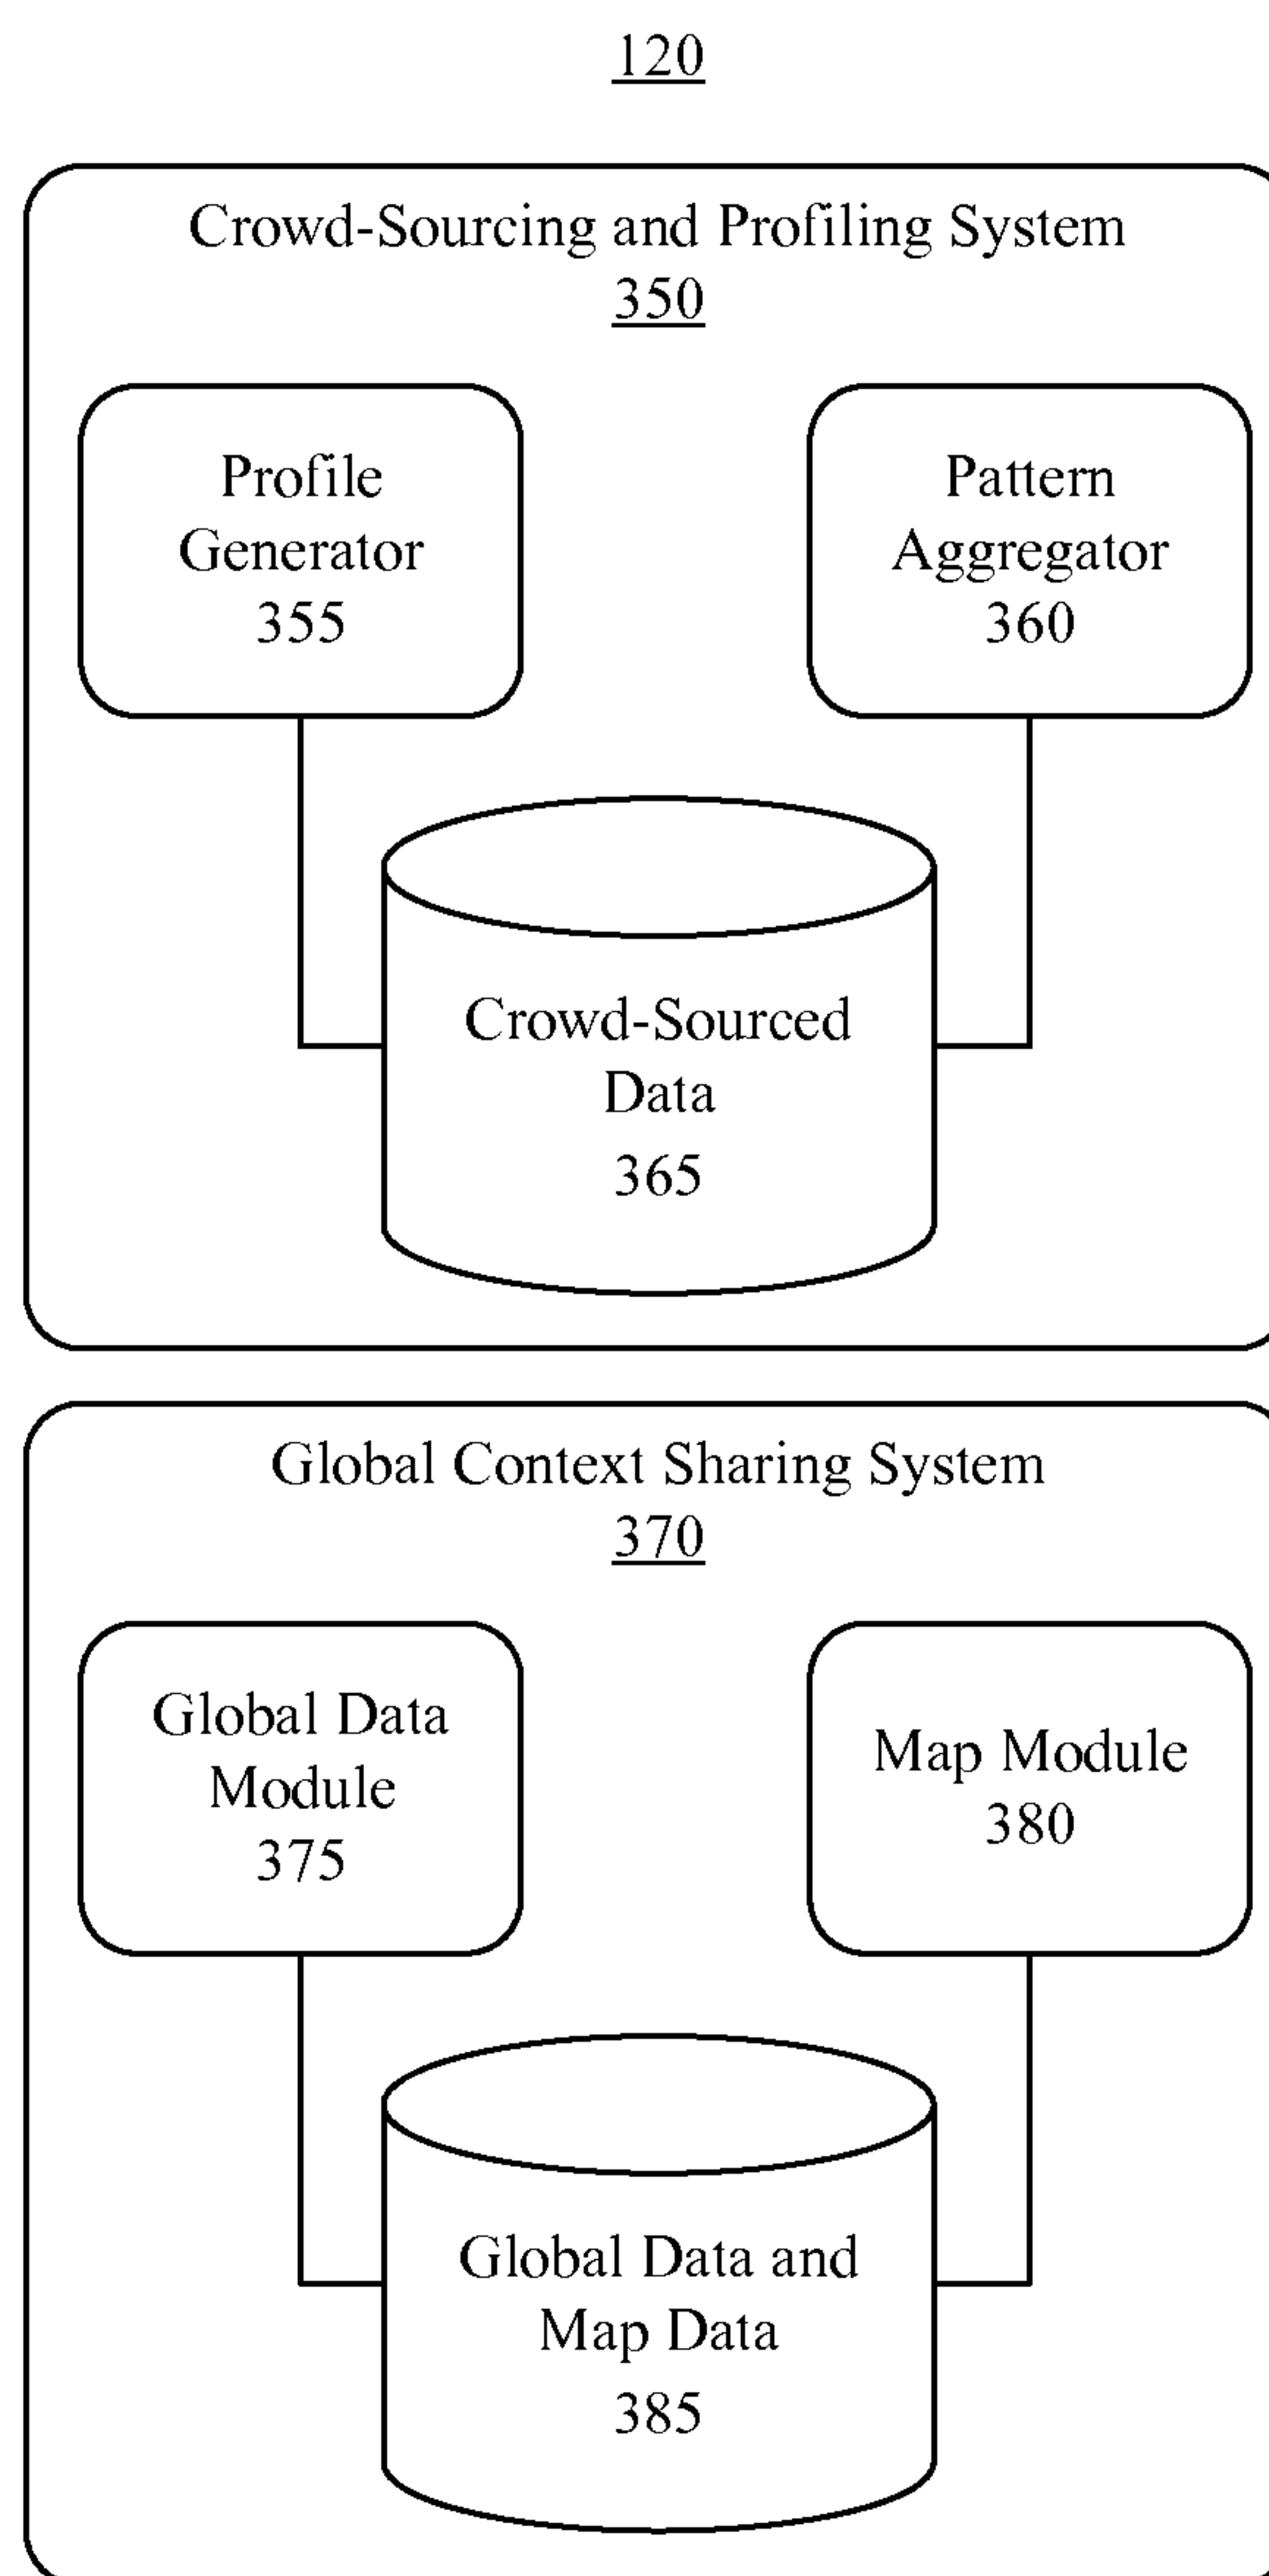 120
Crowd-Sourcing and Profiling System
350
Profile
Generator
355
Pattern
Aggregator
360
Crowd-Sourced
Data
365
Global Context Sharing System
370
Global Data
Module
375
Map Module
380
Global Data and
Map Data
385